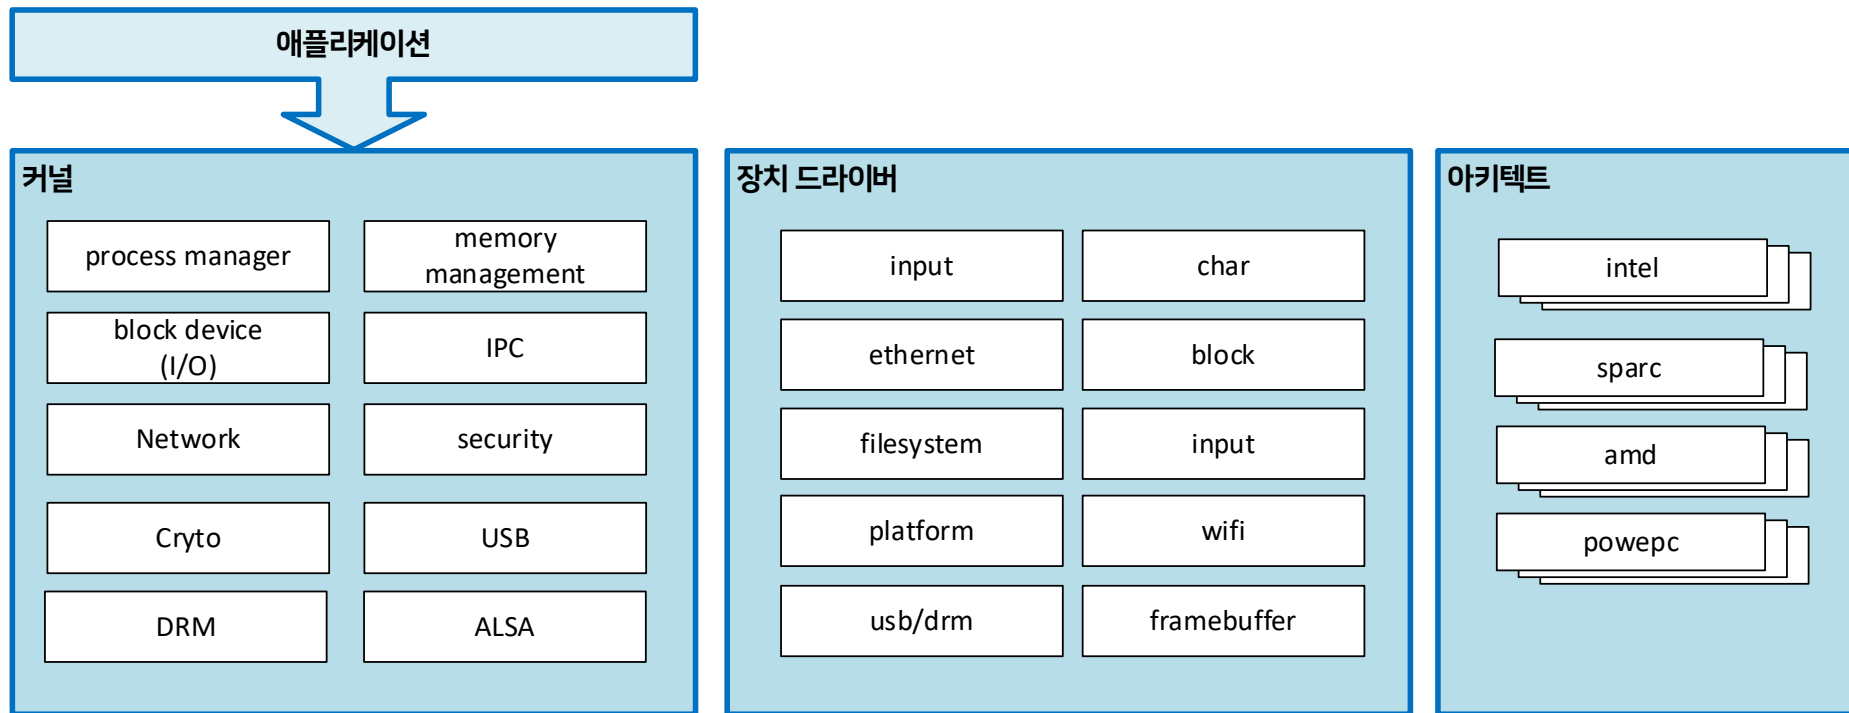 애플리케이션
커널
process manager
memory
management
block device
(I/O)
IPC
Network
security
Cryto
USB
DRM
ALSA
장치 드라이버
input
char
ethernet
block
filesystem
input
platform
wifi
usb/drm
framebuffer
아키텍트
intel
sparc
amd
powepc